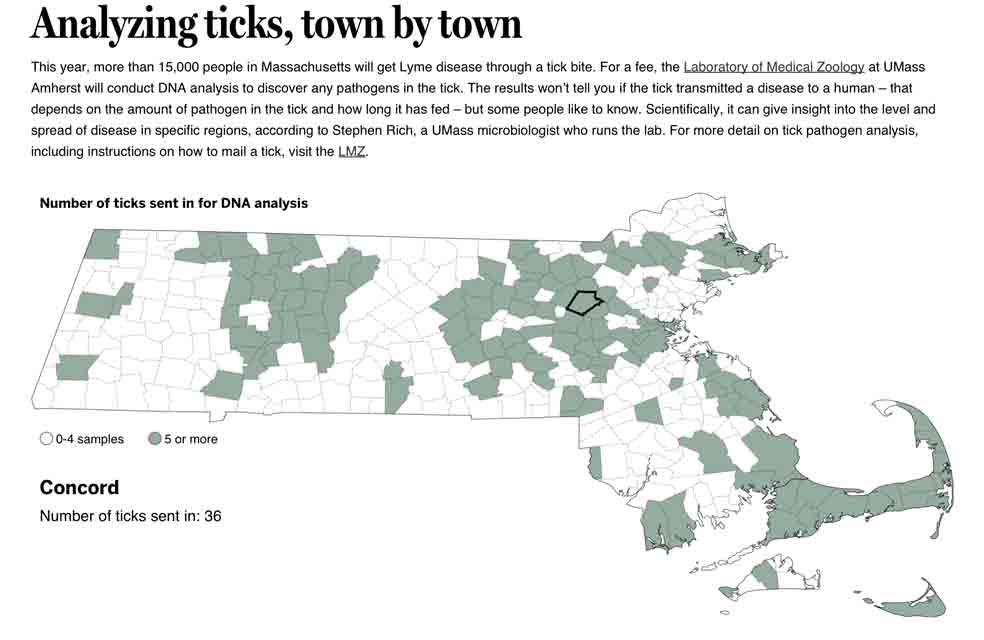 Analyzing ticks, town by town
This year, more than 15,000 people in Massachusetts will get Lyme disease through a tick bite. For a fee, the Laboratory of Medical Zoology at UMass
Amherst will conduct DNA analysis to discover any pathogens in the tick. The results won’t tell you if the tick transmitted a disease to a human – that
depends on the amount of pathogen in the tick and how long it has fed – but some people like to know. Scientifically, it can give insight into the level and
spread of disease in specific regions, according to Stephen Rich, a UMass microbiologist who runs the lab. For more detail on tick pathogen analysis,
including instructions on how to mail a tick, visit the LMZ.
Number of ticks sent in for DNA analysis
0-4 samples 5 or more
Concord
Number of ticks sent in: 36